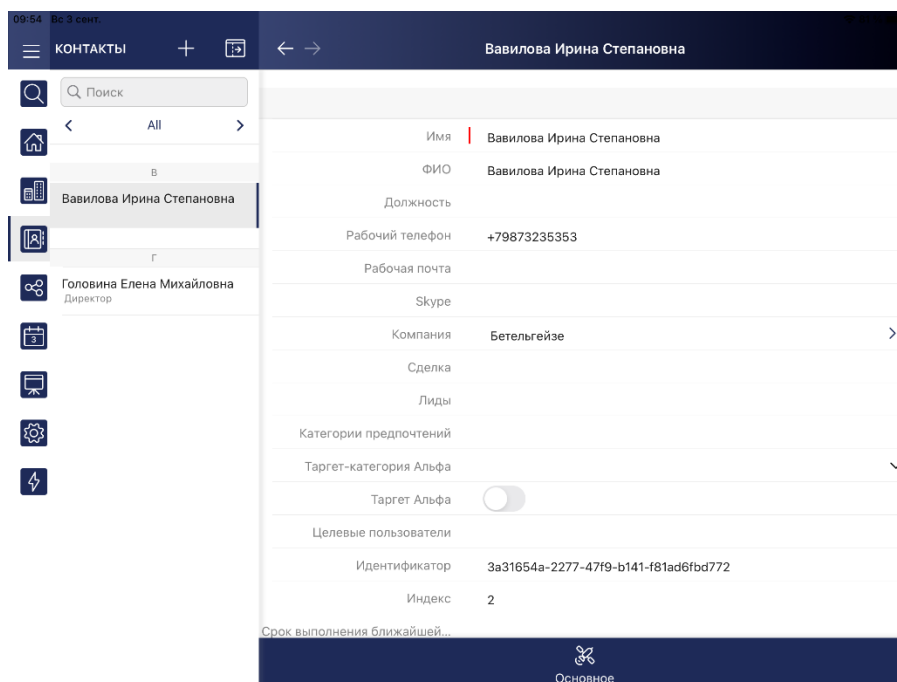 09:54 Вс 3 сент.
КОНТАКТЫ
Вавилова Ирина Степановна
Поиск
All
В
Вавилова Ирина Степановна
Г
Головина Елена Михайловна
Директор
3
Имя Вавилова Ирина Степановна
ФИО Вавилова Ирина Степановна
Должность
Рабочий телефон +79873235353
Рабочая почта
Skype
Компания Бетельгейзе
Сделка
Лиды
Категории предпочтений
Таргет-категория Альфа
Таргет Альфа
Целевые пользователи
Идентификатор 3a31654a-2277-47f9-b141-f81ad6fbd772
Индекс 2
Срок выполнения ближайшей...
Основное